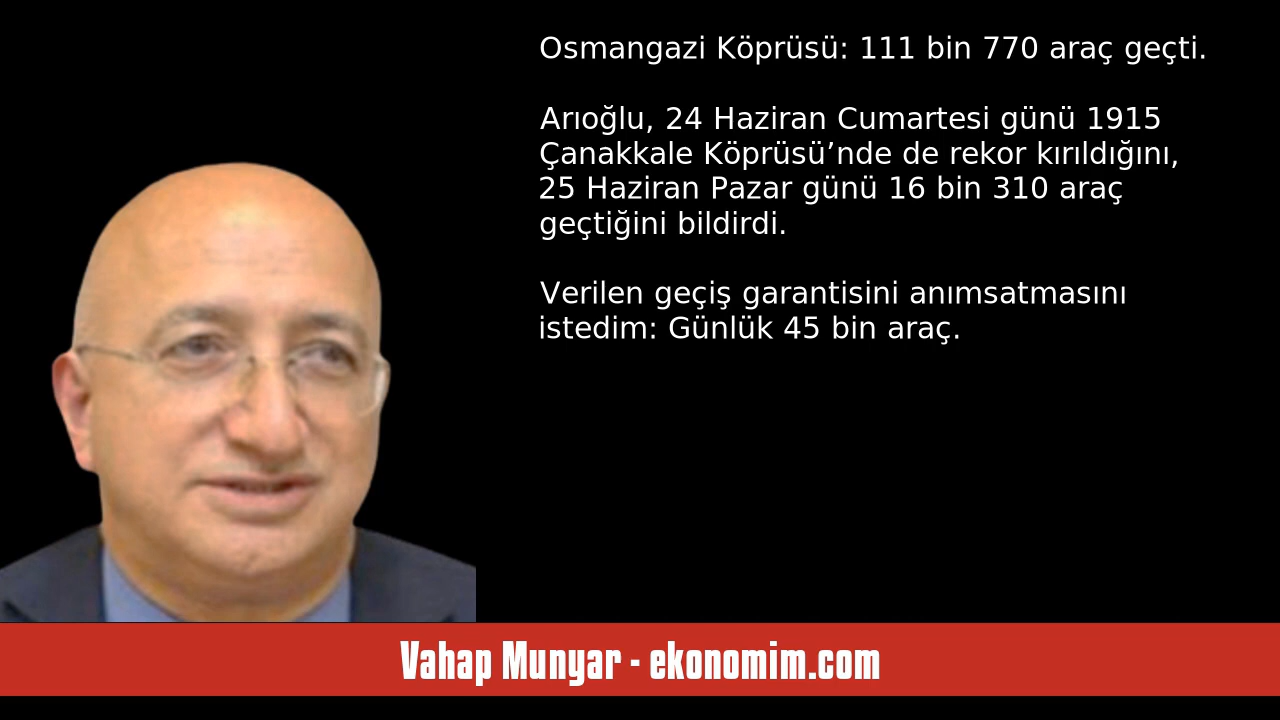 Osmangazi Köprüsü: 111 bin 770 araç geçti.
Arıoğlu, 24 Haziran Cumartesi günü 1915
Çanakkale Köprüsü’nde de rekor kırıldığını,
25 Haziran Pazar günü 16 bin 310 araç
geçtiğini bildirdi.
Verilen geçiş garantisini anımsatmasını
istedim: Günlük 45 bin araç.
Vahap Munyar - ekonomim.com